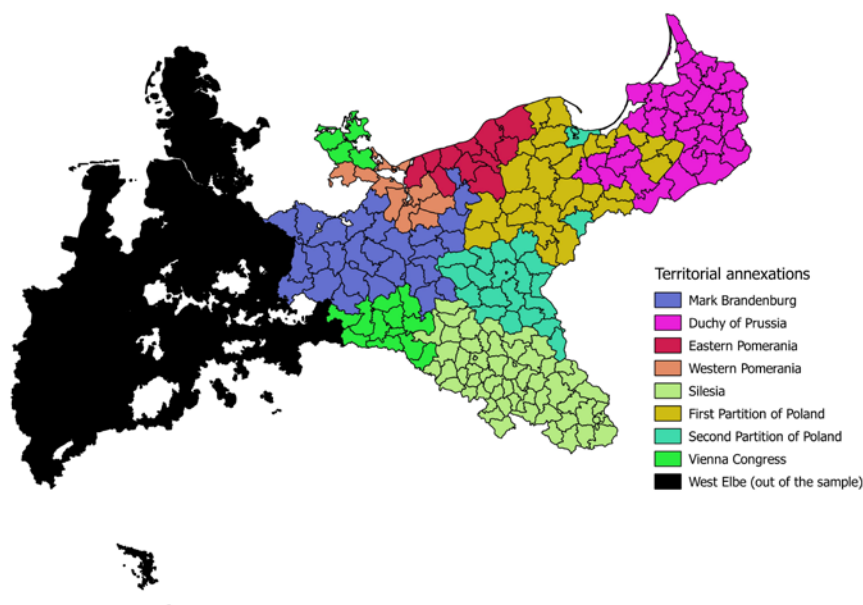 Territorial annexations
Mark Brandenburg
Duchy of Prussia
Eastern Pomerania
Western Pomerania
Silesia
First Partition of Poland
Second Partition of Poland
Vienna Congress
West Elbe (out of the sample)